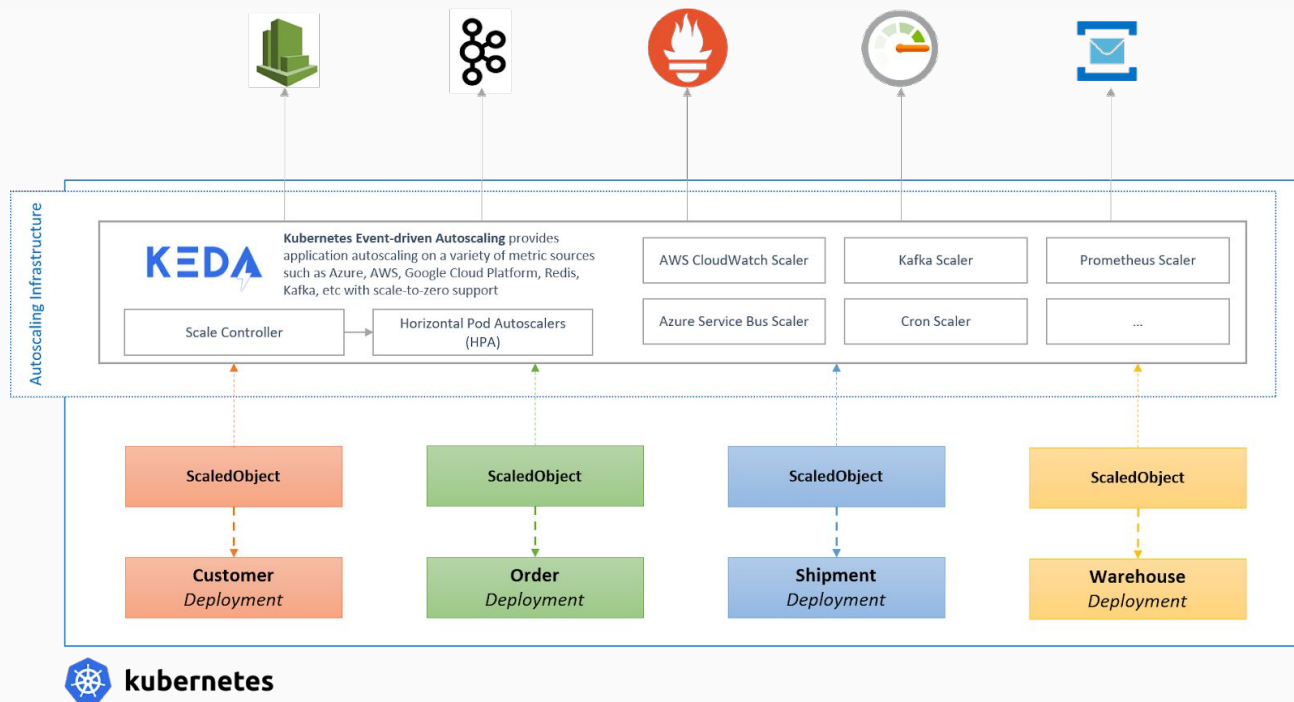 Autoscaling Infrastructure
KEDA
Kubernetes Event-driven Autoscaling provides
application autoscaling on a variety of metric sources
such as Azure, AWS, Google Cloud Platform, Redis,
Kafka, etc with scale-to-zero support
Scale Controller
Horizontal Pod Autoscalers
(HPA)
AWS CloudWatch Scaler
Kafka Scaler
Prometheus Scaler
Azure Service Bus Scaler
Cron Scaler
...
ScaledObject
ScaledObject
ScaledObject
ScaledObject
Customer
Deployment
Order
Deployment
Shipment
Deployment
Warehouse
Deployment
kubernetes